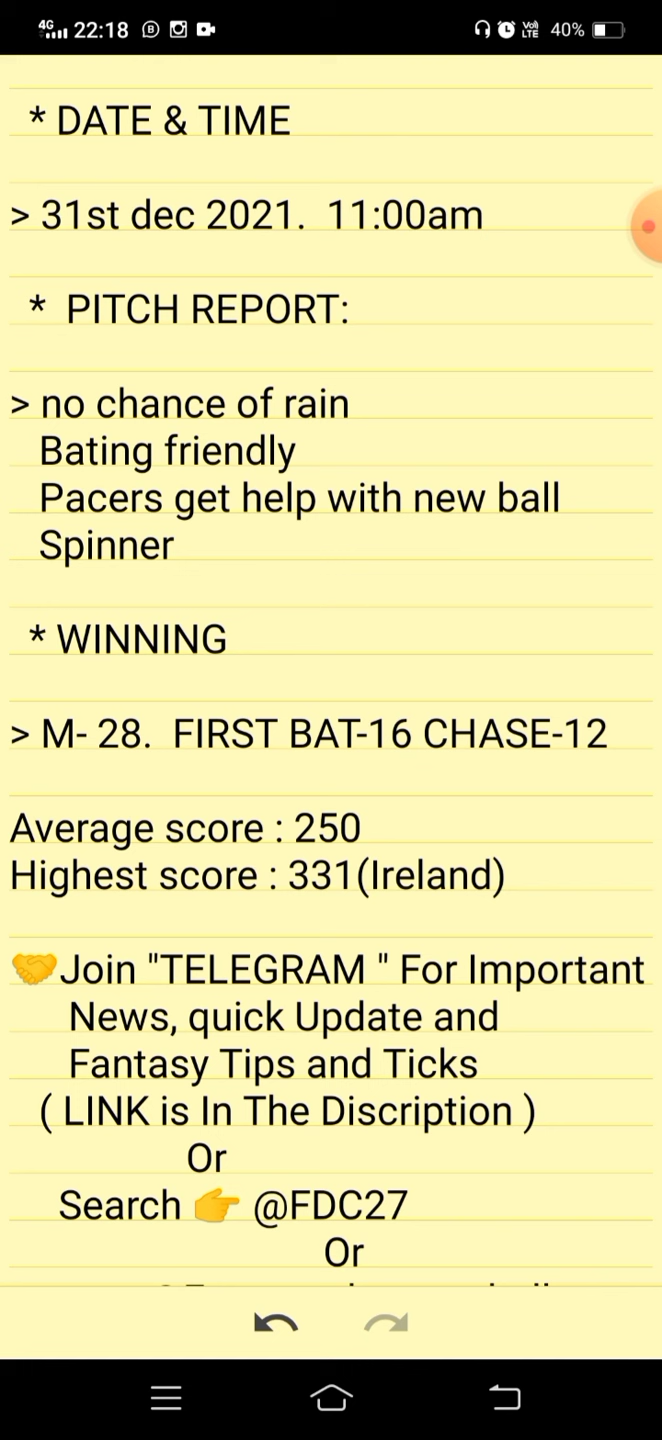 4G 22:18 VoI) LTE 40%
* DATE & TIME
> 31st dec 2021. 11:00am
* PITCH REPORT:
> no chance of rain
Bating friendly
Pacers get help with new ball
Spinner
* WINNING
> M- 28. FIRST BAT-16 CHASE-12
Average score : 250
Highest score : 331(Ireland)
🤝Join "TELEGRAM " For Important
News, quick Update and
Fantasy Tips and Ticks
( LINK is In The Discription )
Or
Search 👉 @FDC27
Or